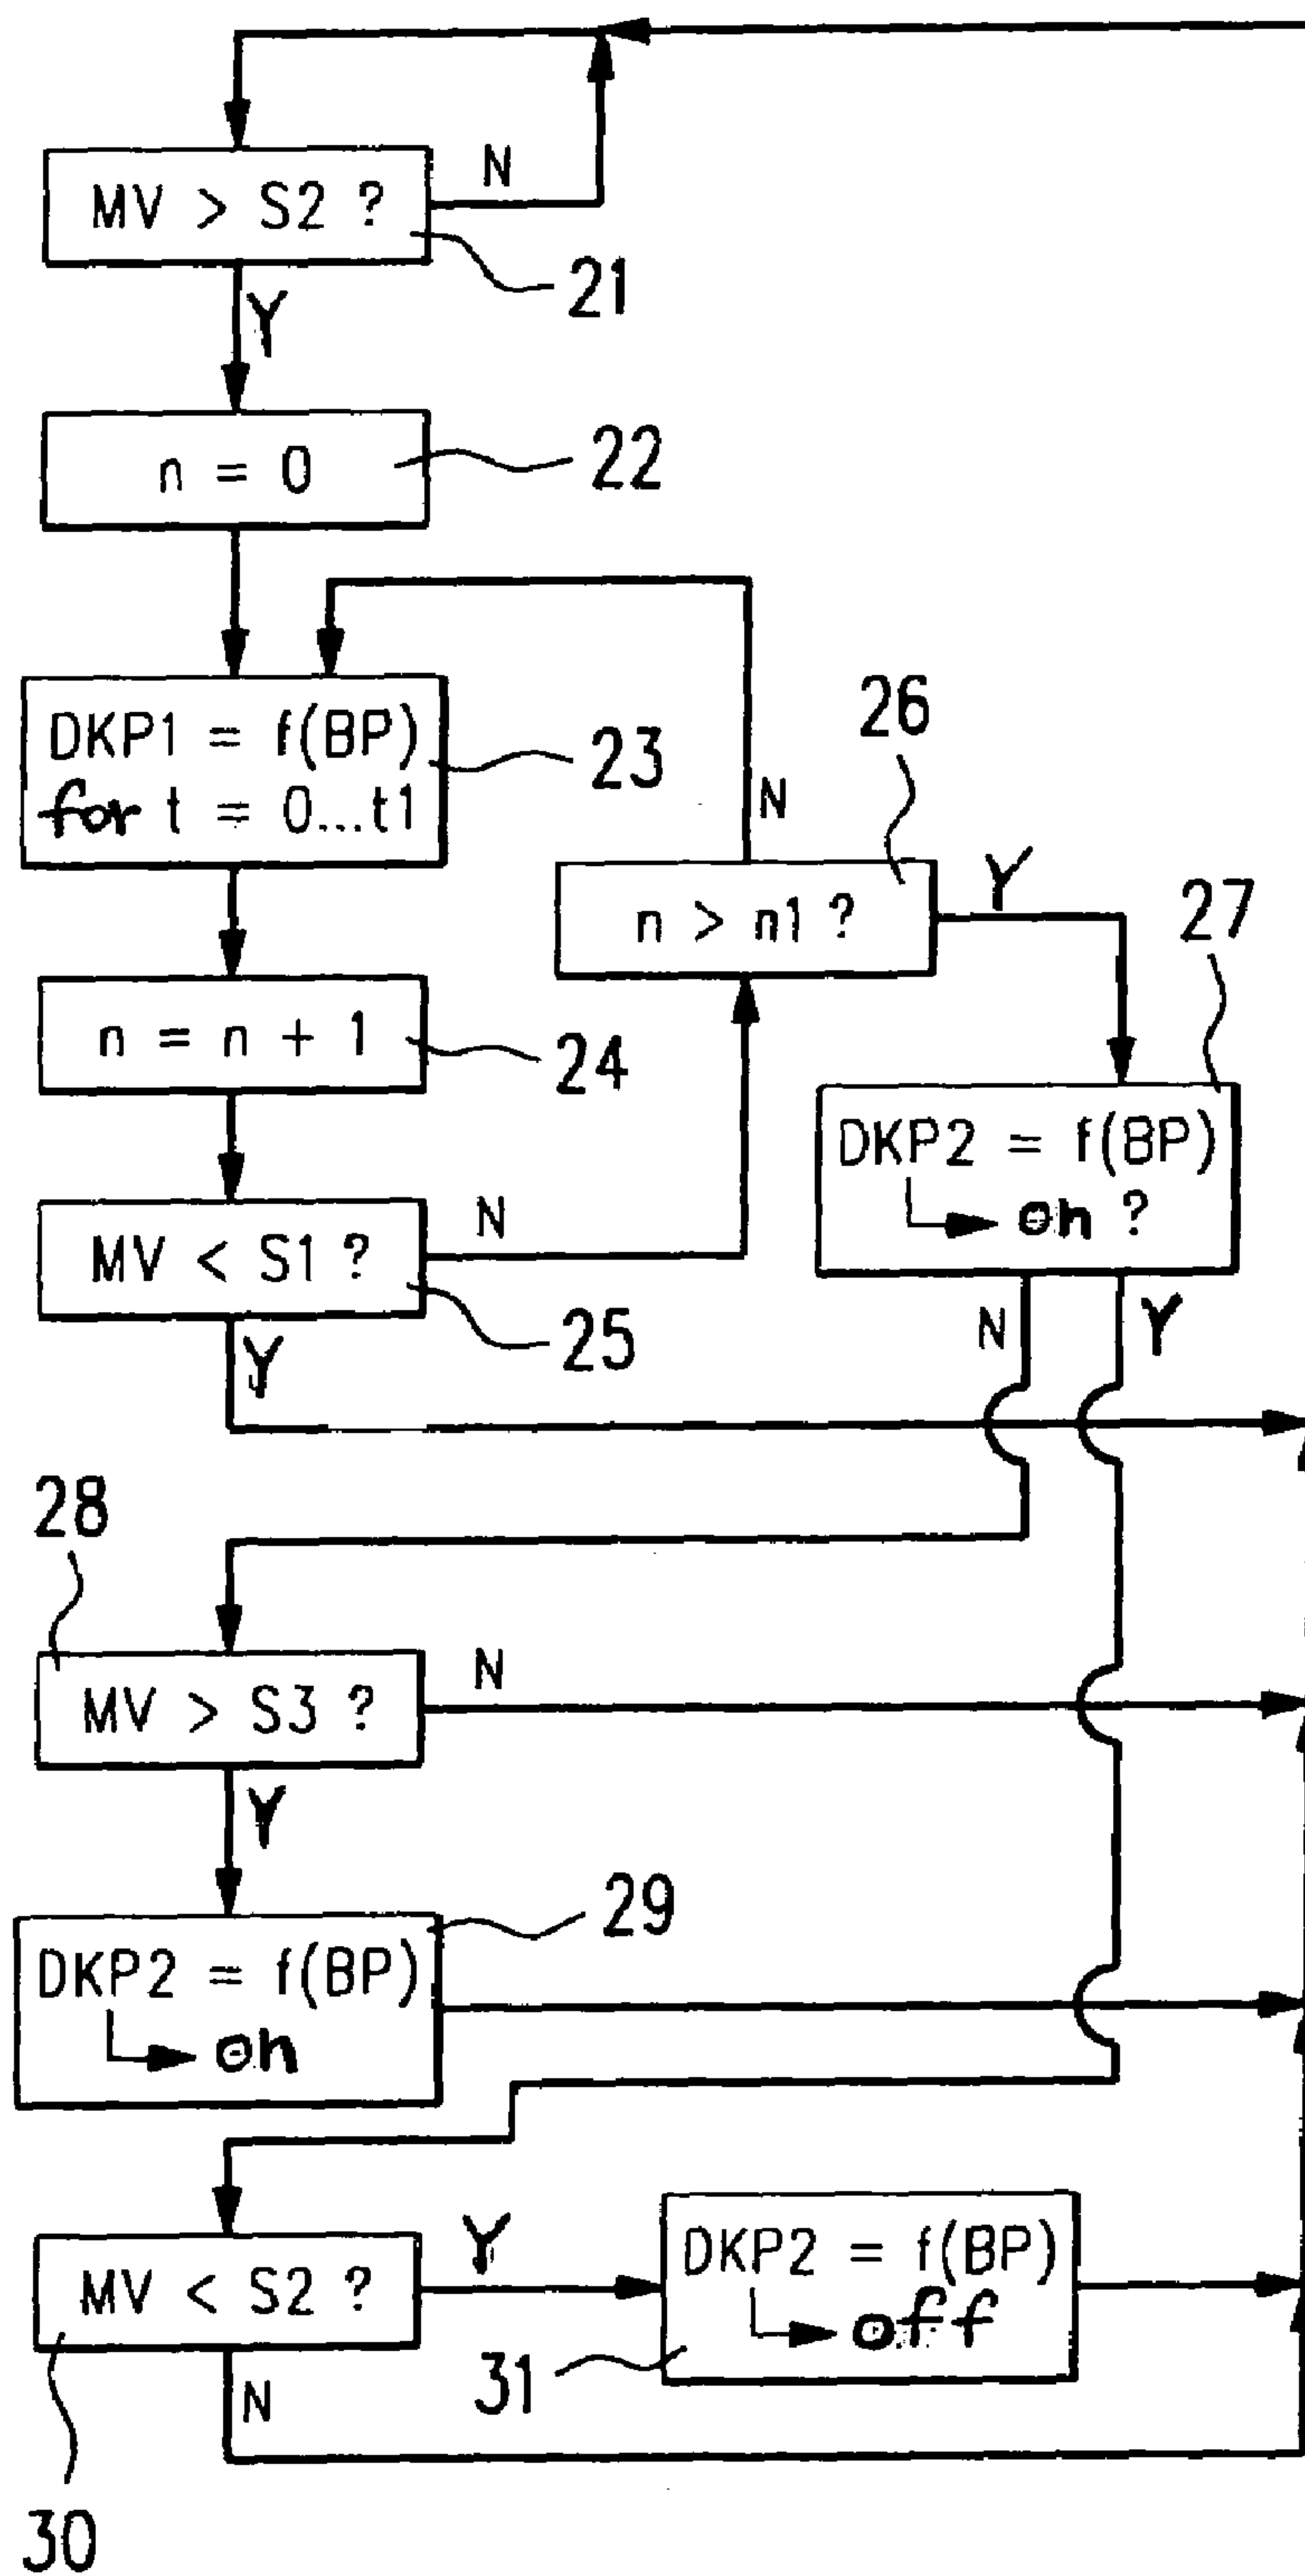 MV > S2 ?
N
21
Y
n = 0
22
DKP1 = f(BP)
for t = 0...t1
23
N
26
n > n1 ?
Y
27
n = n + 1
24
DKP2 = f(BP)
on ?
MV < S1 ?
N
25
Y
N
Y
28
MV > S3 ?
N
Y
29
DKP2 = f(BP)
on
MV < S2 ?
Y
DKP2 = f(BP)
off
31
N
30